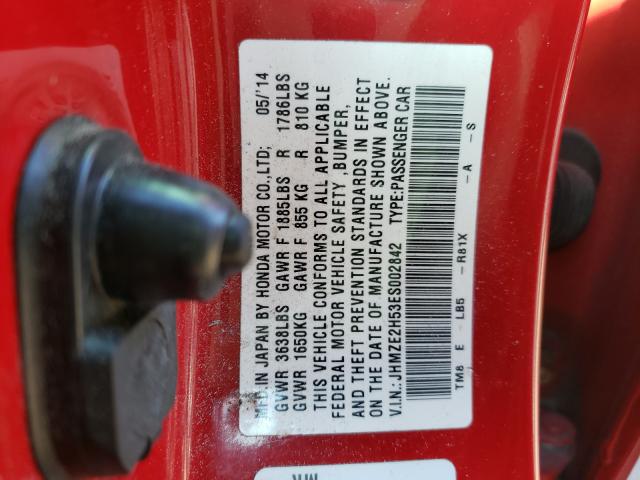 MFD.IN JAPAN BY HONDA MOTOR CO.,LTD; 05/'14
GVWR 3638LBS GAWR F 1885LBS R 1786LBS
GVWR 1650KG GAWR F 855 KG R 810 KG
THIS VEHICLE CONFORMS TO ALL APPLICABLE
FEDERAL MOTOR VEHICLE SAFETY ,BUMPER,
AND THEFT PREVENTION STANDARDS IN EFFECT
ON THE DATE OF MANUFACTURE SHOWN ABOVE.
V.I.N.:JHMZE2H53ES002842 TYPE:PASSENGER CAR
TM8 E LB5 -R81X -A -S